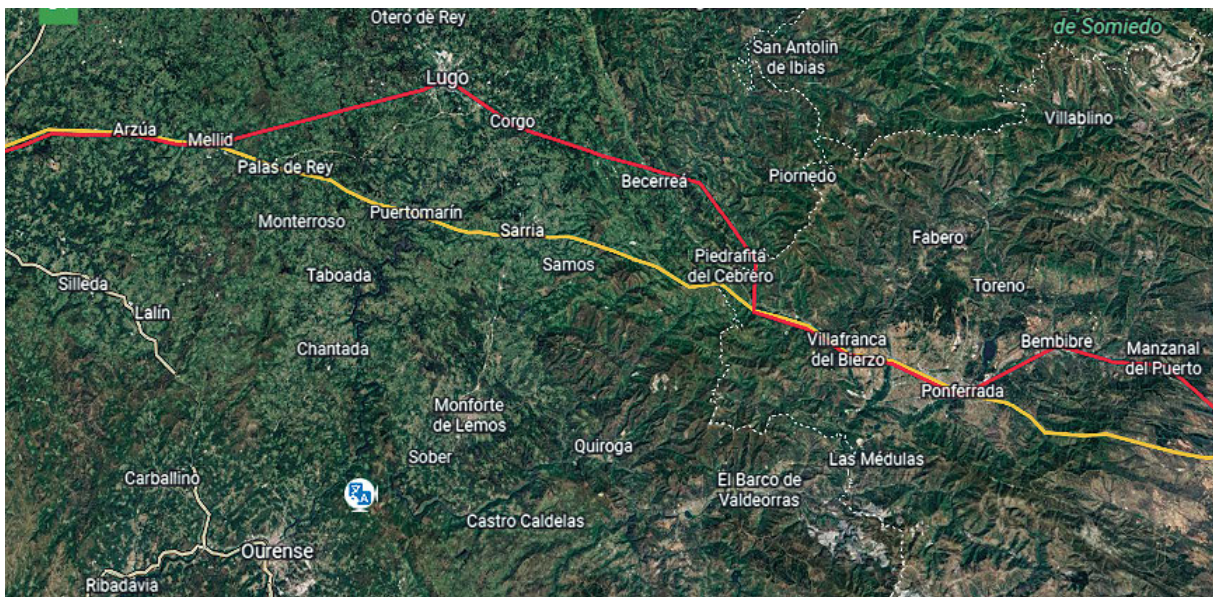 Otero de Rey
de Somiedo
San Antolin
de Ibias
Lugo
Villablino
Corgo
Arzúa
Mellid
Palas de Rey
Becerreá
Piornedo
Puertomarín
Monterroso
Sarria
Fabero
Samos
Piedrafita
del Cebrero
Taboada
Silleda
Toreno
Lalín
Villafranca
del Bierzo
Bembibre
Manzanal
del Puerto
Chantada
Ponferrada
Monforte
de Lemos
Quiroga
Sober
Las Médulas
Carballino
El Barco de
Valdeorras
Castro Caldelas
Ourense
Ribadavia